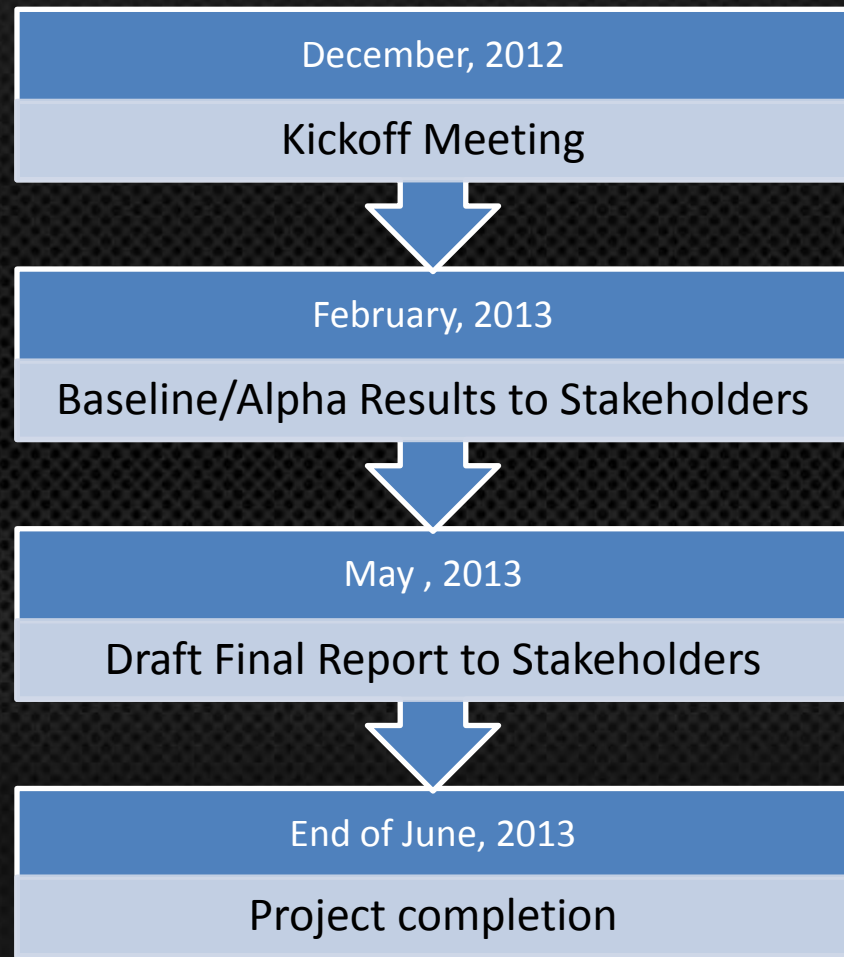 December, 2012
Kickoff Meeting
February, 2013
Baseline/Alpha Results to Stakeholders
May , 2013
Draft Final Report to Stakeholders
End of June, 2013
Project completion